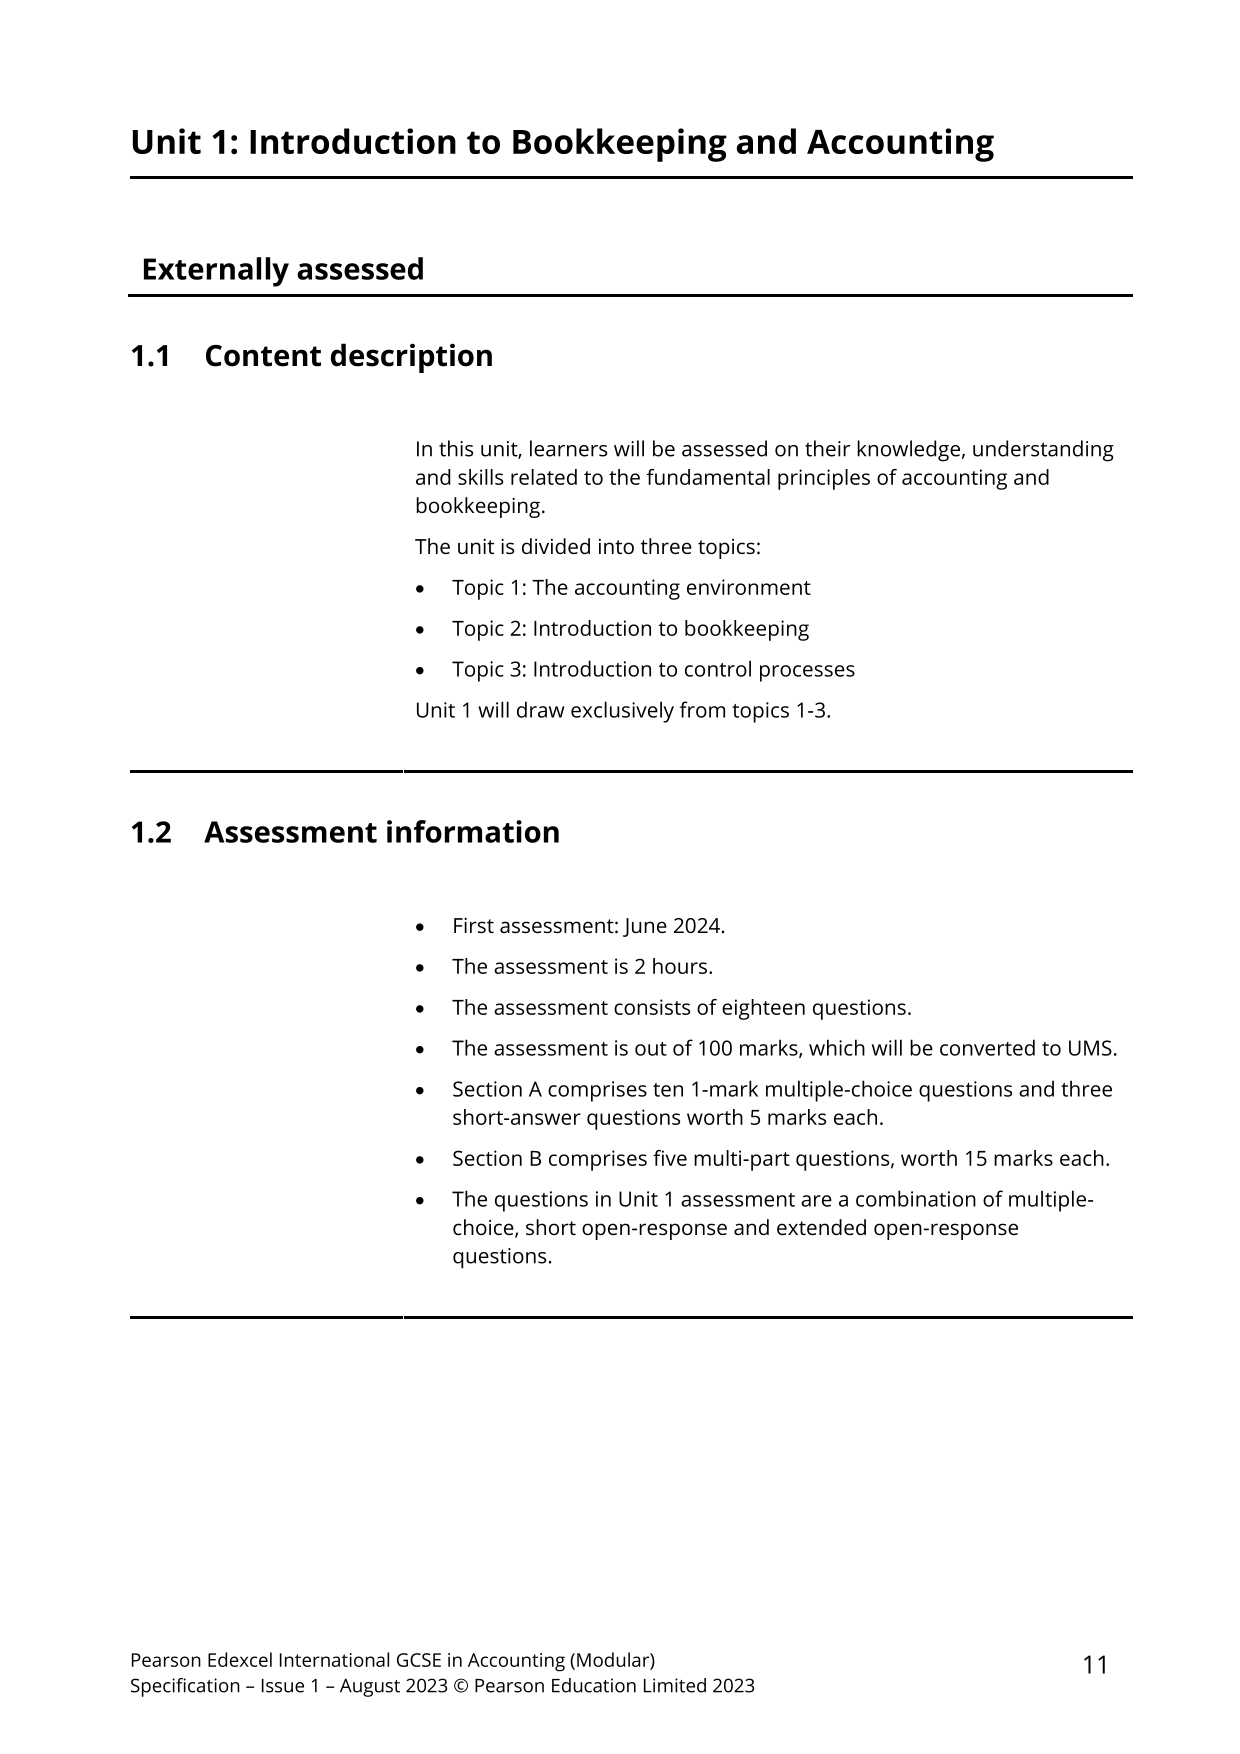 Unit 1: Introduction to Bookkeeping and Accounting
Externally assessed
1.1 Content description
In this unit, learners will be assessed on their knowledge, understanding
and skills related to the fundamental principles of accounting and
bookkeeping.
The unit is divided into three topics:
• Topic 1: The accounting environment
• Topic 2: Introduction to bookkeeping
• Topic 3: Introduction to control processes
Unit 1 will draw exclusively from topics 1-3.
1.2 Assessment information
• First assessment: June 2024.
• The assessment is 2 hours.
• The assessment consists of eighteen questions.
• The assessment is out of 100 marks, which will be converted to UMS.
• Section A comprises ten 1-mark multiple-choice questions and three
short-answer questions worth 5 marks each.
• Section B comprises five multi-part questions, worth 15 marks each.
• The questions in Unit 1 assessment are a combination of multiple-
choice, short open-response and extended open-response
questions.
Pearson Edexcel International GCSE in Accounting (Modular)
Specification – Issue 1 – August 2023 © Pearson Education Limited 2023
11